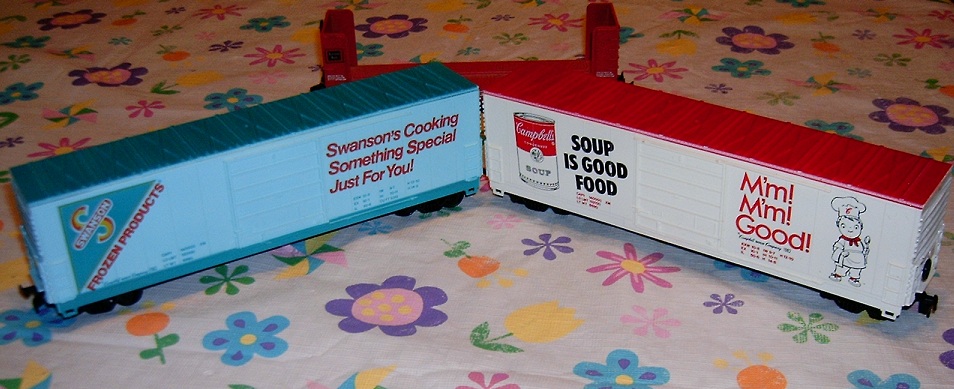 SWANSON
FROZEN PRODUCTS
Swanson's Cooking
Something Special
Just For You!
Campbell's
SOUP
SOUP
IS GOOD
FOOD
M'm!
M'm!
Good!